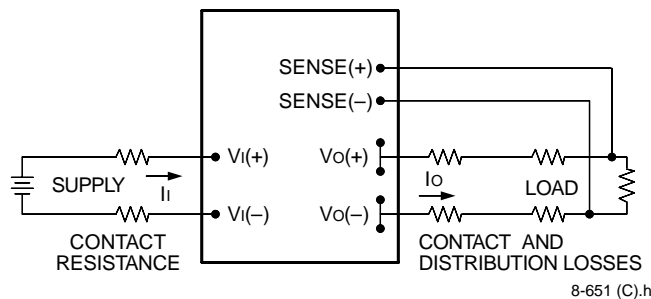 SENSE(+)
SENSE(–)
VI(+)
VO(+)
SUPPLY
II
IO
LOAD
VI(–)
VO(–)
CONTACT
RESISTANCE
CONTACT AND
DISTRIBUTION LOSSES
8-651 (C).h